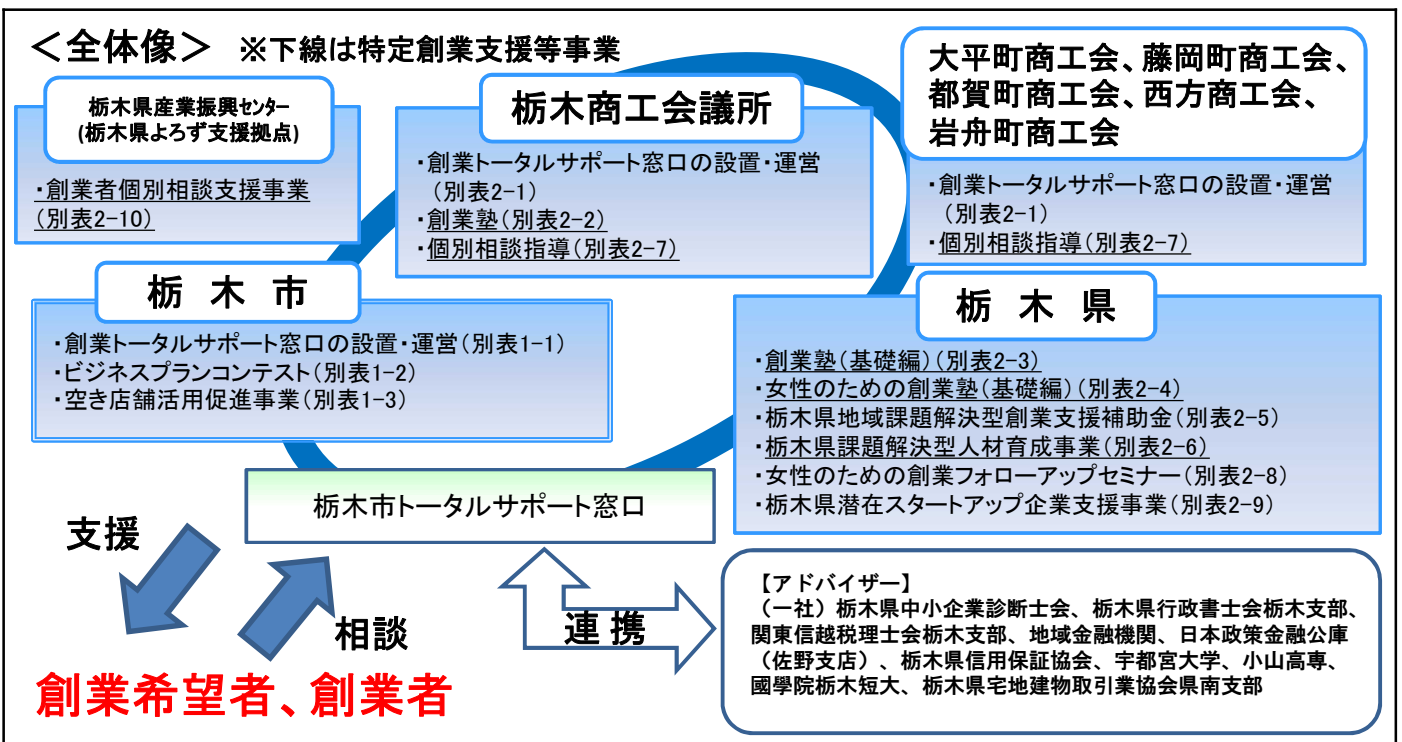 ＜全体像＞ ※下線は特定創業支援等事業
栃木県産業振興センター
(栃木県よろず支援拠点)
・創業者個別相談支援事業
(別表2-10)
栃木商工会議所
・創業トータルサポート窓口の設置・運営
(別表2-1)
・創業塾(別表2-2)
・個別相談指導(別表2-7)
大平町商工会、藤岡町商工会、
都賀町商工会、西方商工会、
岩舟町商工会
・創業トータルサポート窓口の設置・運営
(別表2-1)
・個別相談指導(別表2-7)
栃 木 市
・創業トータルサポート窓口の設置・運営(別表1-1)
・ビジネスプランコンテスト(別表1-2)
・空き店舗活用促進事業(別表1-3)
栃 木 県
・創業塾(基礎編)(別表2-3)
・女性のための創業塾(基礎編)(別表2-4)
・栃木県地域課題解決型創業支援補助金(別表2-5)
・栃木県課題解決型人材育成事業(別表2-6)
・女性のための創業フォローアップセミナー(別表2-8)
・栃木県潜在スタートアップ企業支援事業(別表2-9)
栃木市トータルサポート窓口
支援
相談
連 携
創業希望者、創業者
【アドバイザー】
（一社）栃木県中小企業診断士会、栃木県行政書士会栃木支部、
関東信越税理士会栃木支部、地域金融機関、日本政策金融公庫
（佐野支店）、栃木県信用保証協会、宇都宮大学、小山高専、
國學院栃木短大、栃木県宅地建物取引業協会県南支部